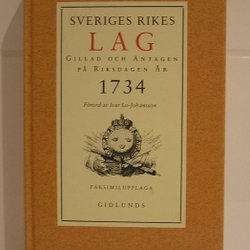 SVERIGES RIKES
LAG
GILLAD OCH ANTAGEN
PÅ RIKSDAGEN ÅR
1734
Förord av Ivar Lo-Johansson
FAKSIMILUPPLAGA
GIDLUNDS